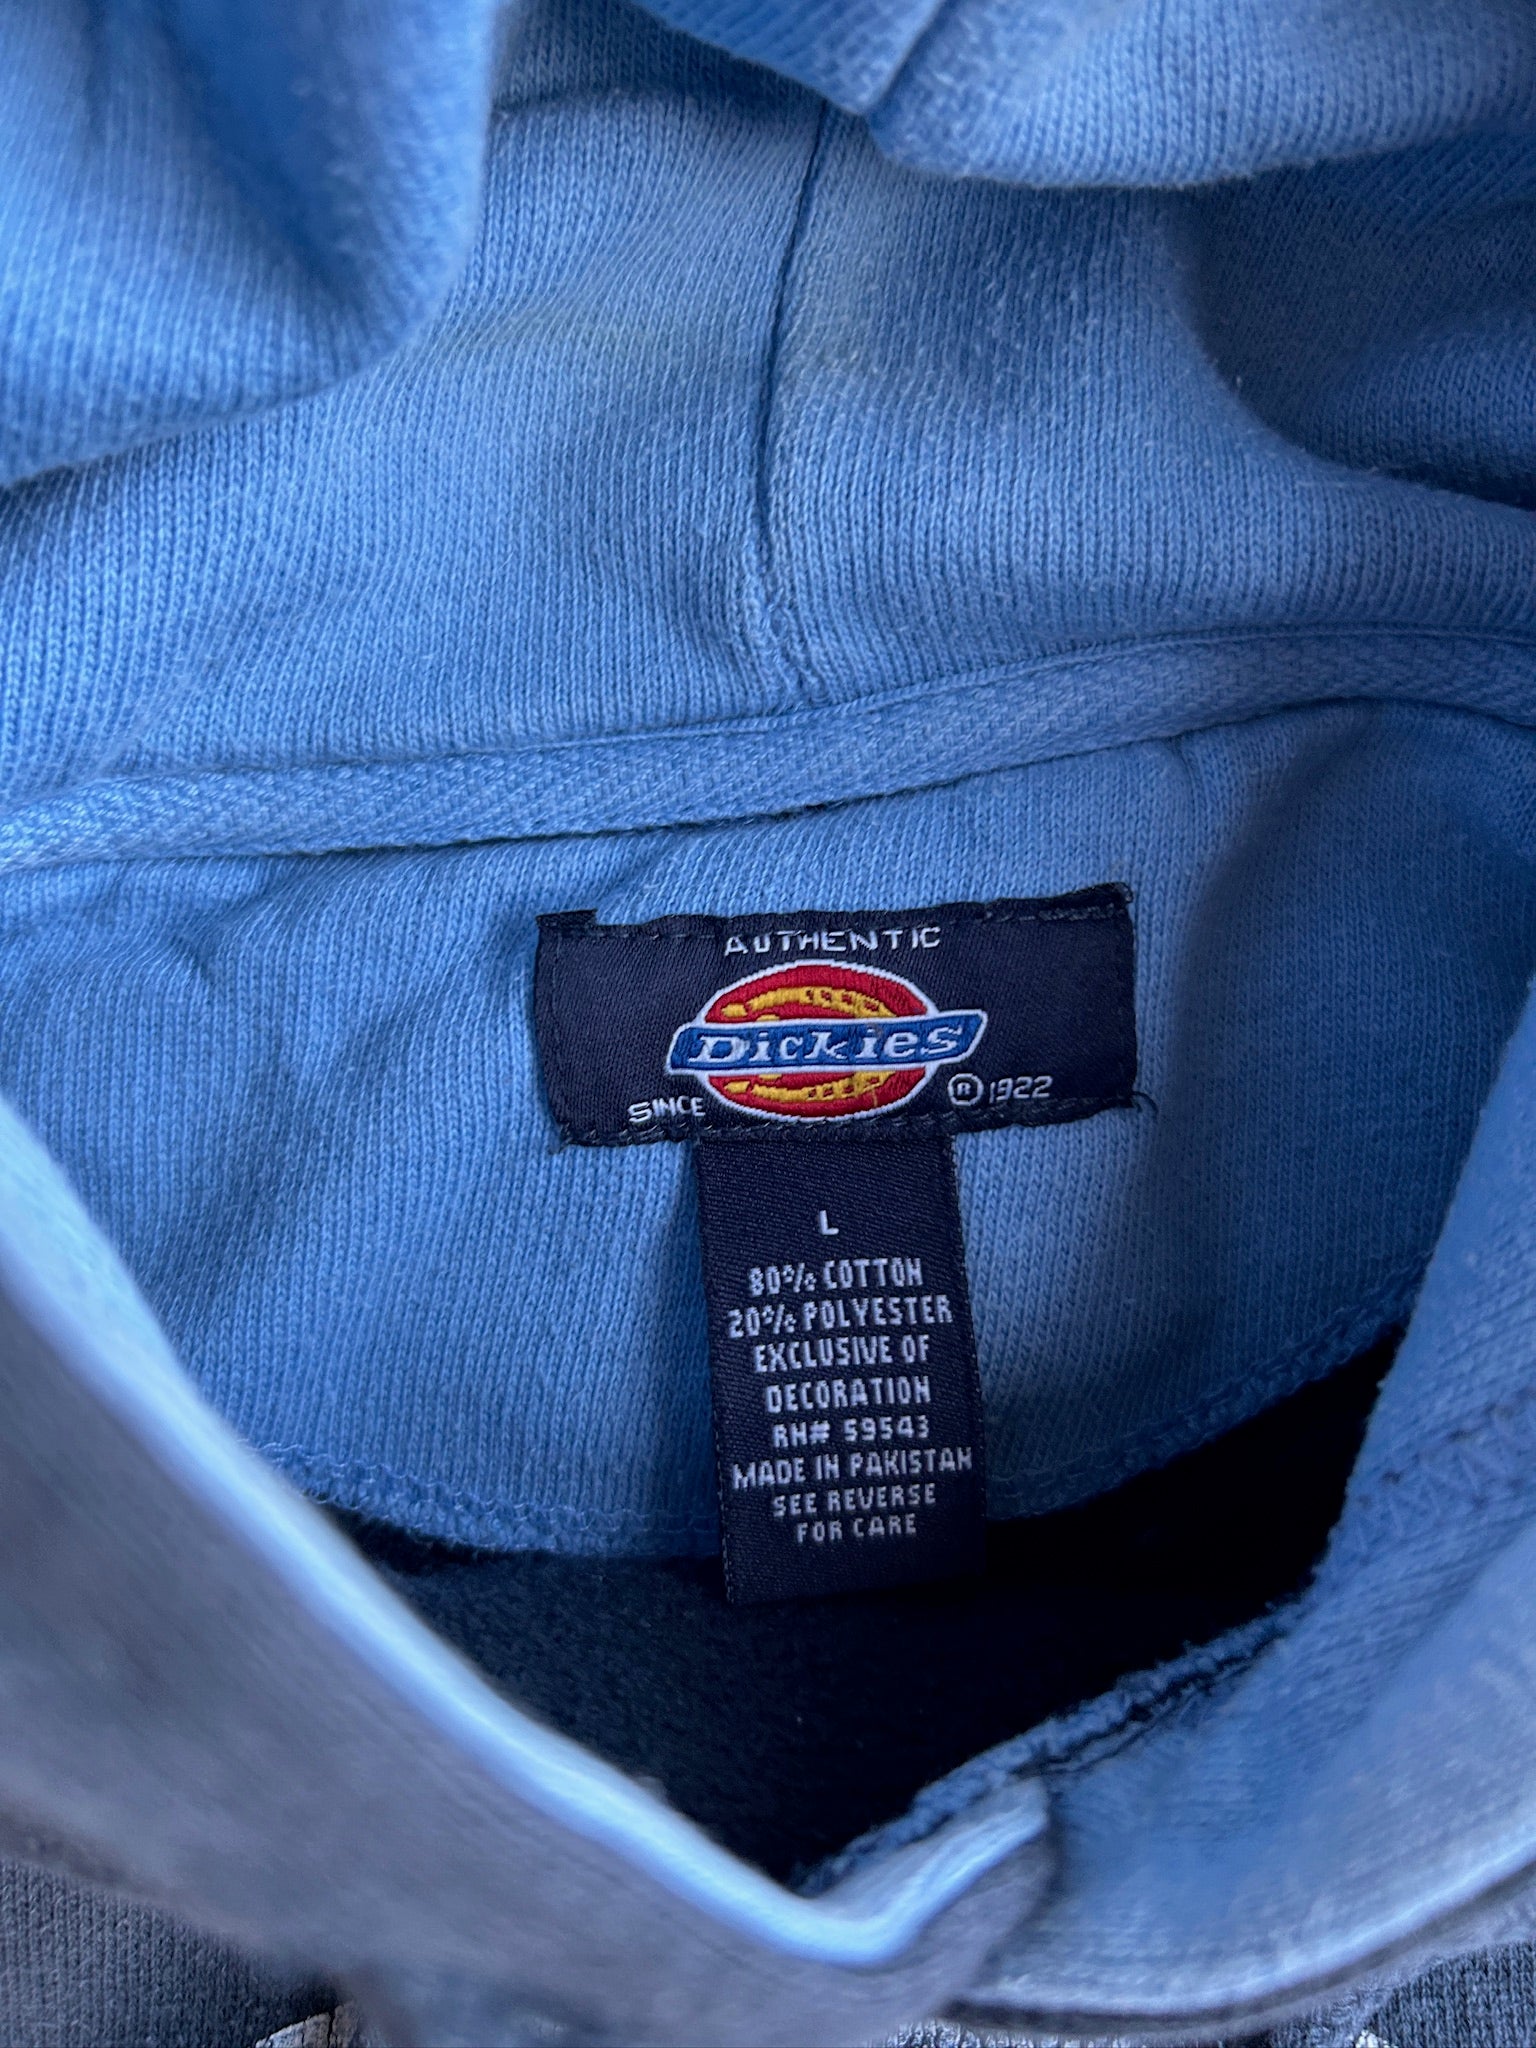 AUTHENTIC
Dickies
SINCE ® 1922
L
80% COTTON
20% POLYESTER
EXCLUSIVE OF
DECORATION
RN# 59543
MADE IN PAKISTAN
SEE REVERSE
FOR CARE